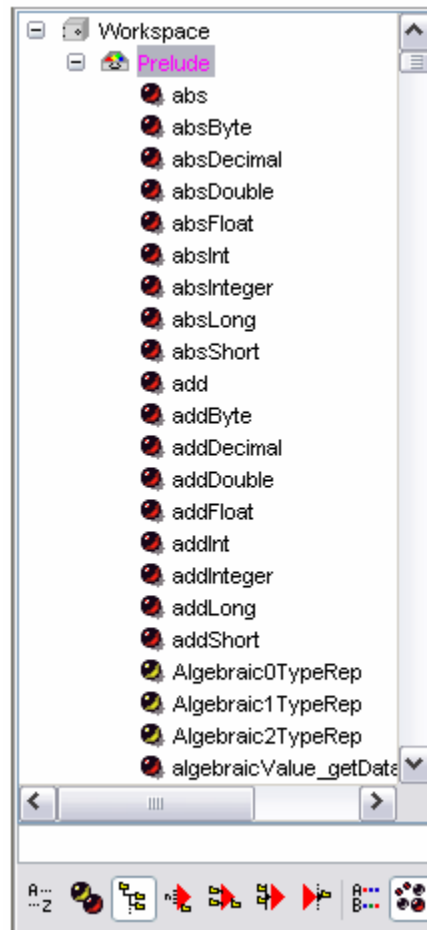 Workspace
Prelude
abs
absByte
absDecimal
absDouble
absFloat
absInt
absInteger
absLong
absShort
add
addByte
addDecimal
addDouble
addFloat
addInt
addInteger
addLong
addShort
Algebraic0TypeRep
Algebraic1TypeRep
Algebraic2TypeRep
algebraicValue_getData
A
Z
A
B